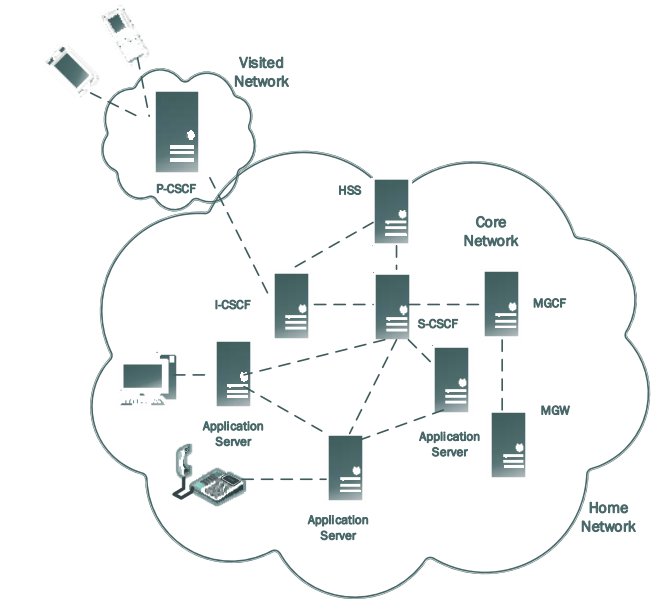 Visited
Network
P-CSCF
HSS
Core
Network
I-CSCF
S-CSCF
MGCF
Application
Server
Application
Server
MGW
Application
Server
Home
Network